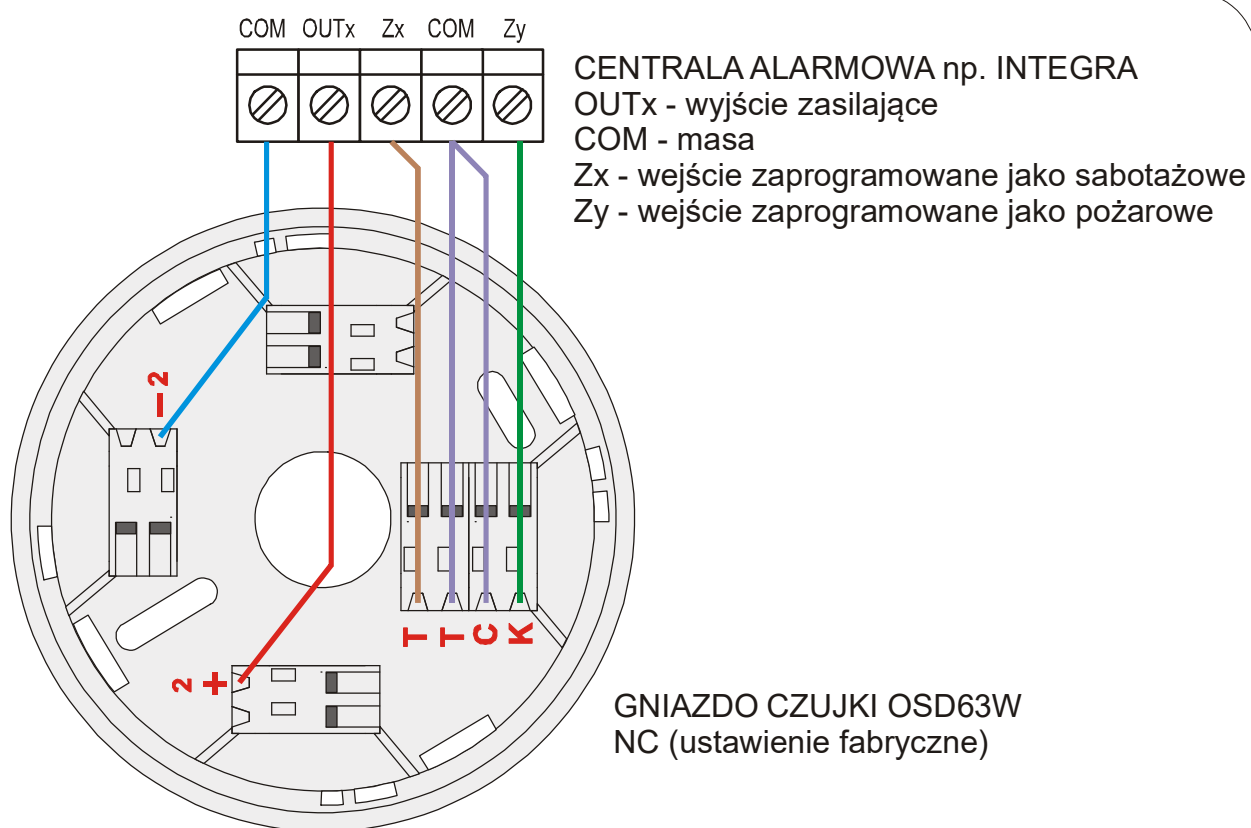 COM OUTx Zx COM Zy
CENTRALA ALARMOWA np. INTEGRA
OUTx - wyjście zasilające
COM - masa
Zx - wejście zaprogramowane jako sabotażowe
Zy - wejście zaprogramowane jako pożarowe
– 2
T T C K
2 +
GNIAZDO CZUJKI OSD63W
NC (ustawienie fabryczne)